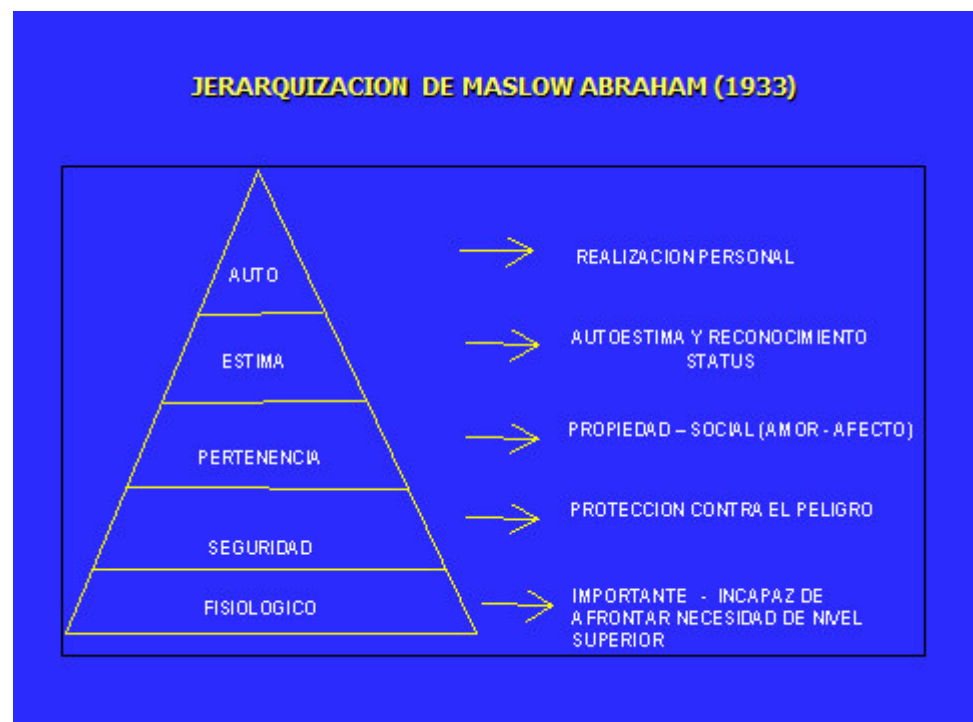 JERARQUIZACION DE MASLOW ABRAHAM (1933)
AUTO
REALIZACION PERSONAL
ESTIMA
AUTOESTIMA Y RECONOCIMIENTO
STATUS
PERTENENCIA
PROPIEDAD – SOCIAL (AMOR - AFECTO)
SEGURIDAD
PROTECCION CONTRA EL PELIGRO
FISIOLOGICO
IMPORTANTE - INCAPAZ DE
AFRONTAR NECESIDAD DE NIVEL
SUPERIOR